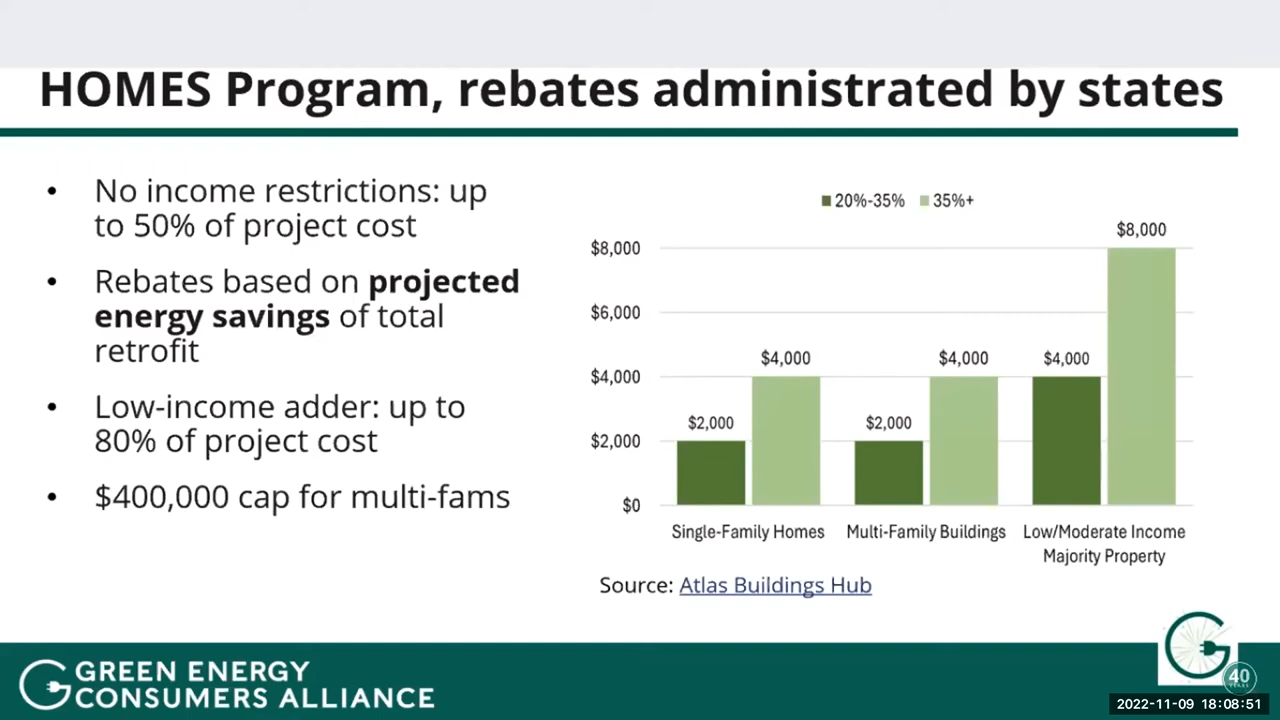 HOMES Program, rebates administrated by states
• No income restrictions: up
to 50% of project cost
• Rebates based on projected
energy savings of total
retrofit
• Low-income adder: up to
80% of project cost
• $400,000 cap for multi-fams
20%-35% 35%+
$8,000
$6,000
$4,000
$2,000
$0
$2,000
$4,000
$2,000
$4,000
$4,000
$8,000
Single-Family Homes
Multi-Family Buildings
Low/Moderate Income
Majority Property
Source: Atlas Buildings Hub
GREEN ENERGY
CONSUMERS ALLIANCE
40
YEARS
2022-11-09 18:08:51